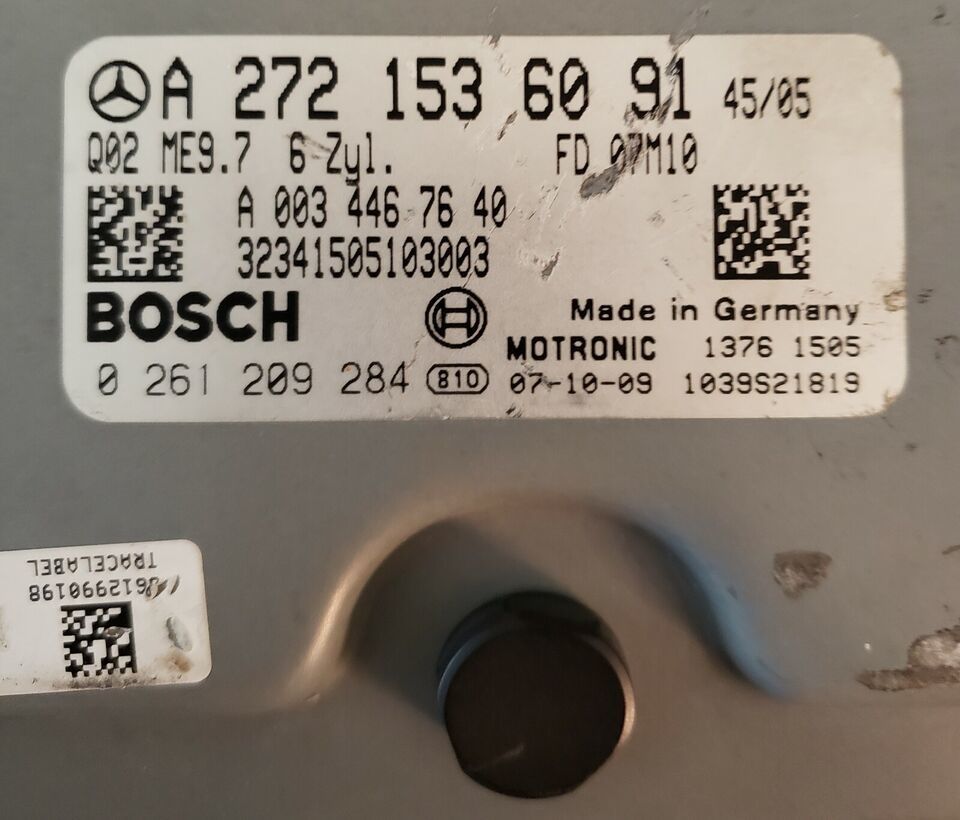 A 272 153 60 91 45/05
Q02 ME9.7 6 Zyl. FD 07M10
A 003 446 76 40
32341505103003
BOSCH
Made in Germany
MOTRONIC 1376 1505
0 261 209 284 810 07-10-09 1039S21819
TRACELABEL